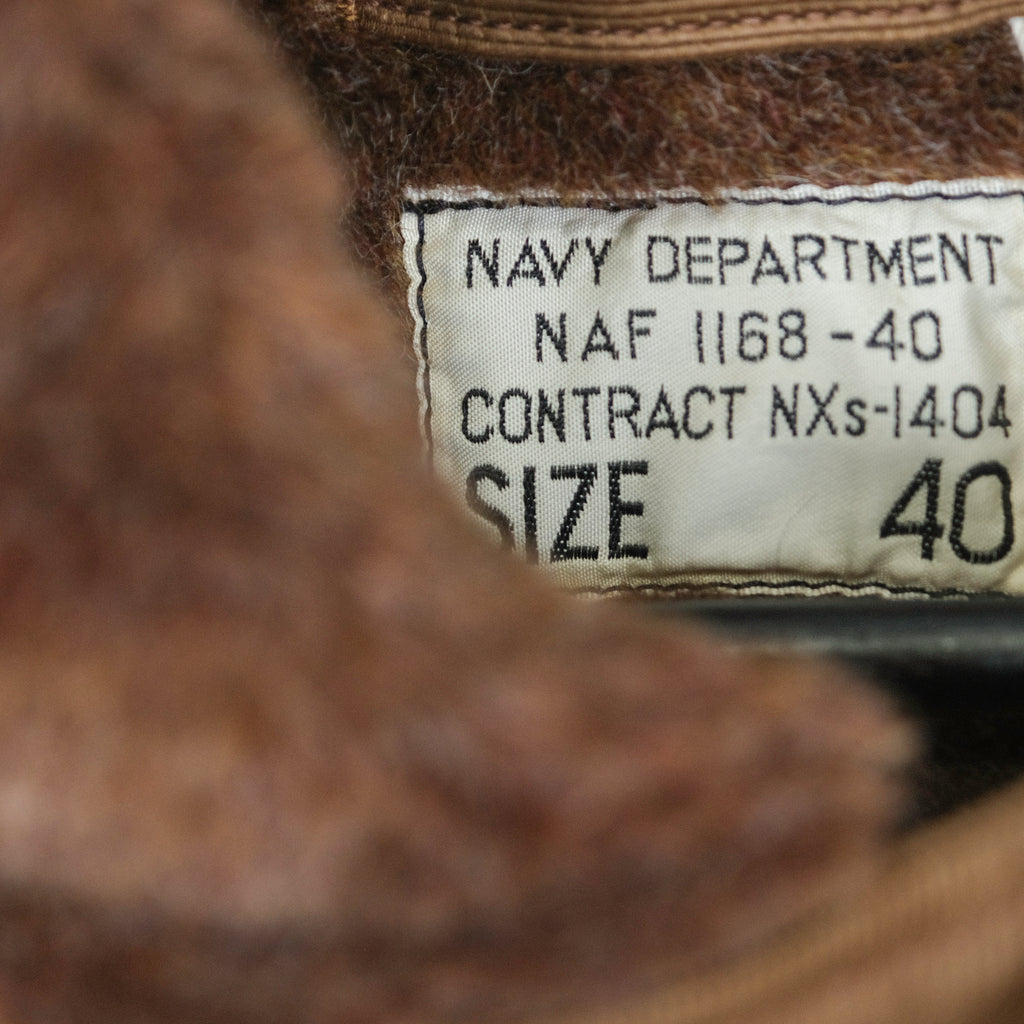 NAVY DEPARTMENT
NAF 1168-40
CONTRACT NXs-1404
SIZE 40